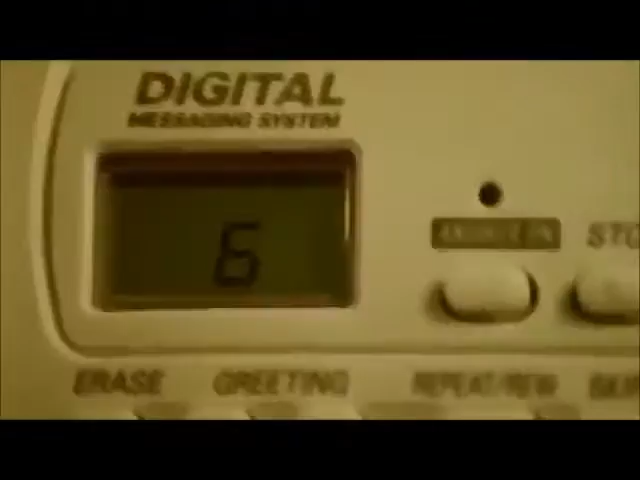 DIGITAL
MESSAGING SYSTEM
6
STO
ERASE GREETING REPEAT/REW